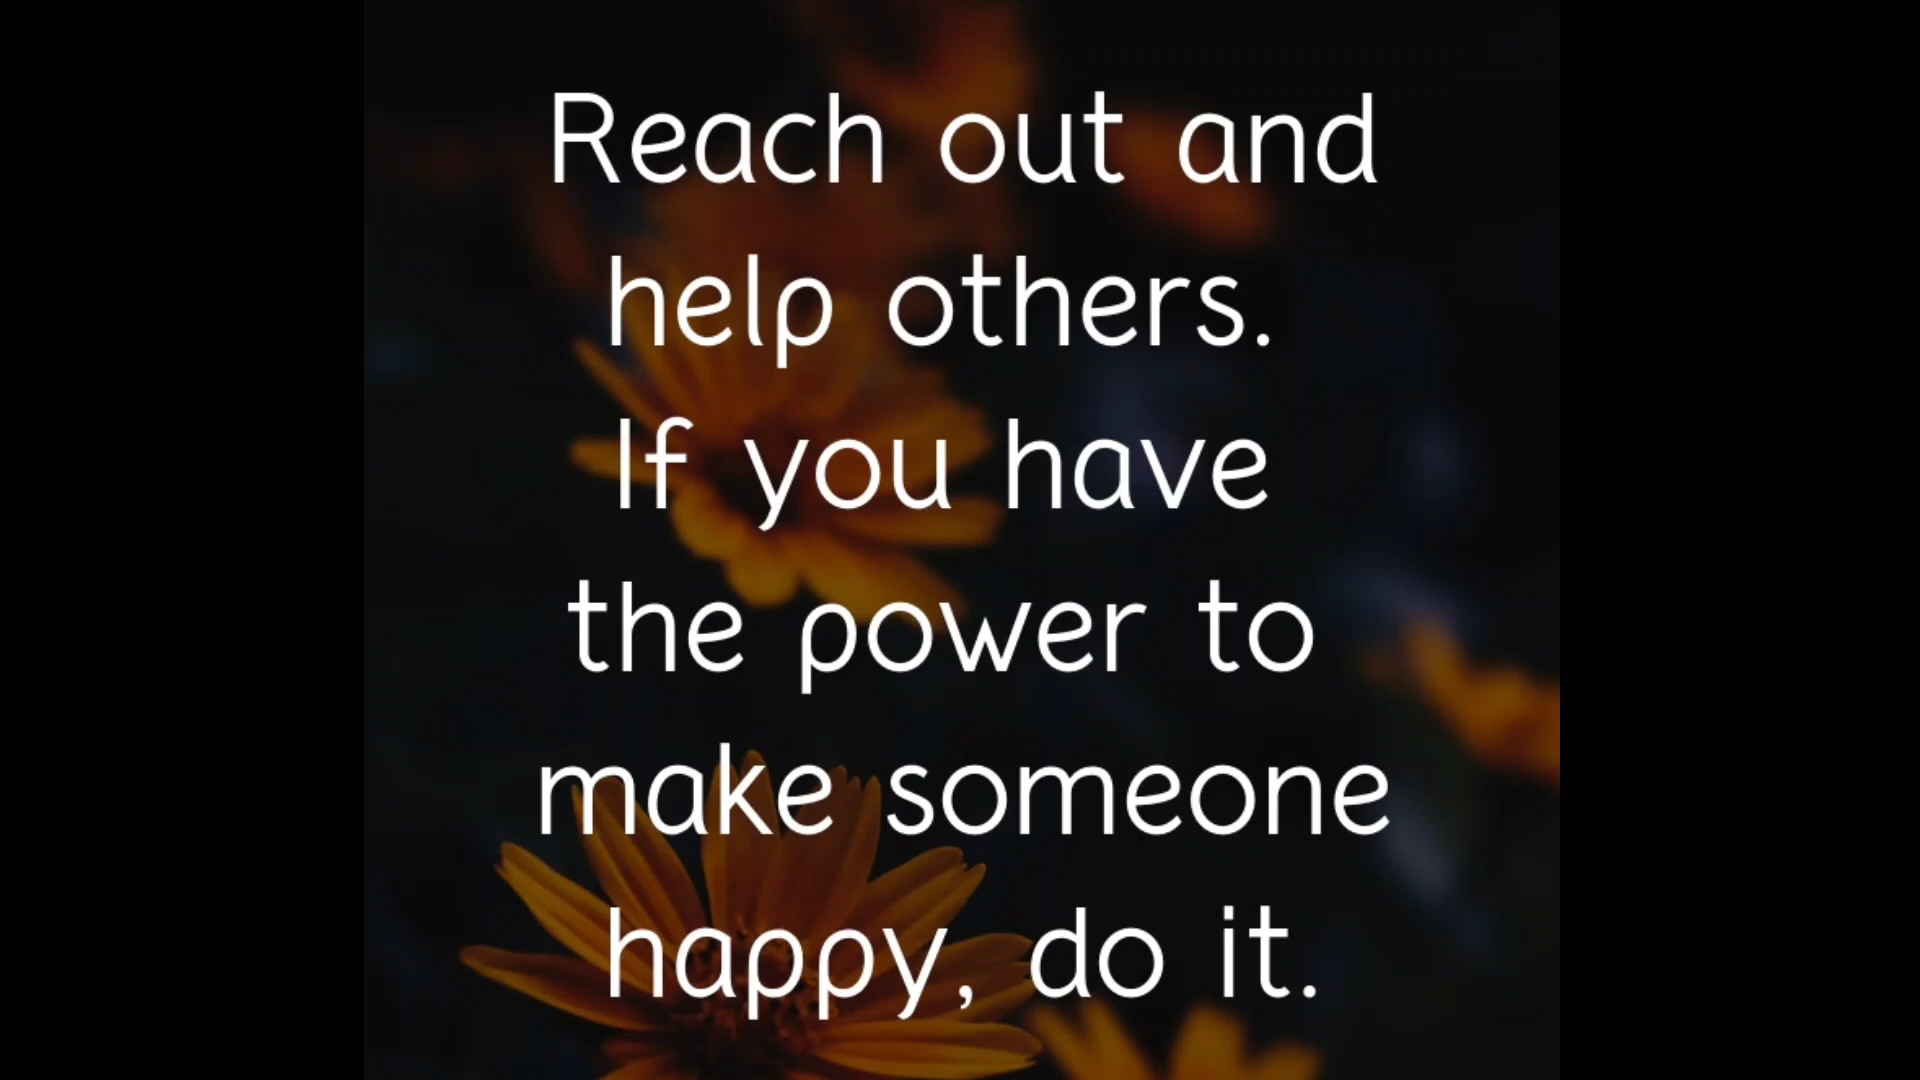 Reach out and
help others.
If you have
the power to
make someone
happy, do it.